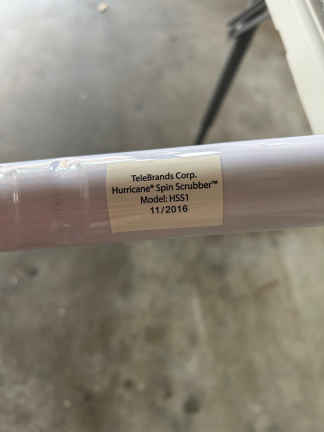 TeleBrands Corp.
Hurricane® Spin Scrubber™
Model: HSS1
11/2016